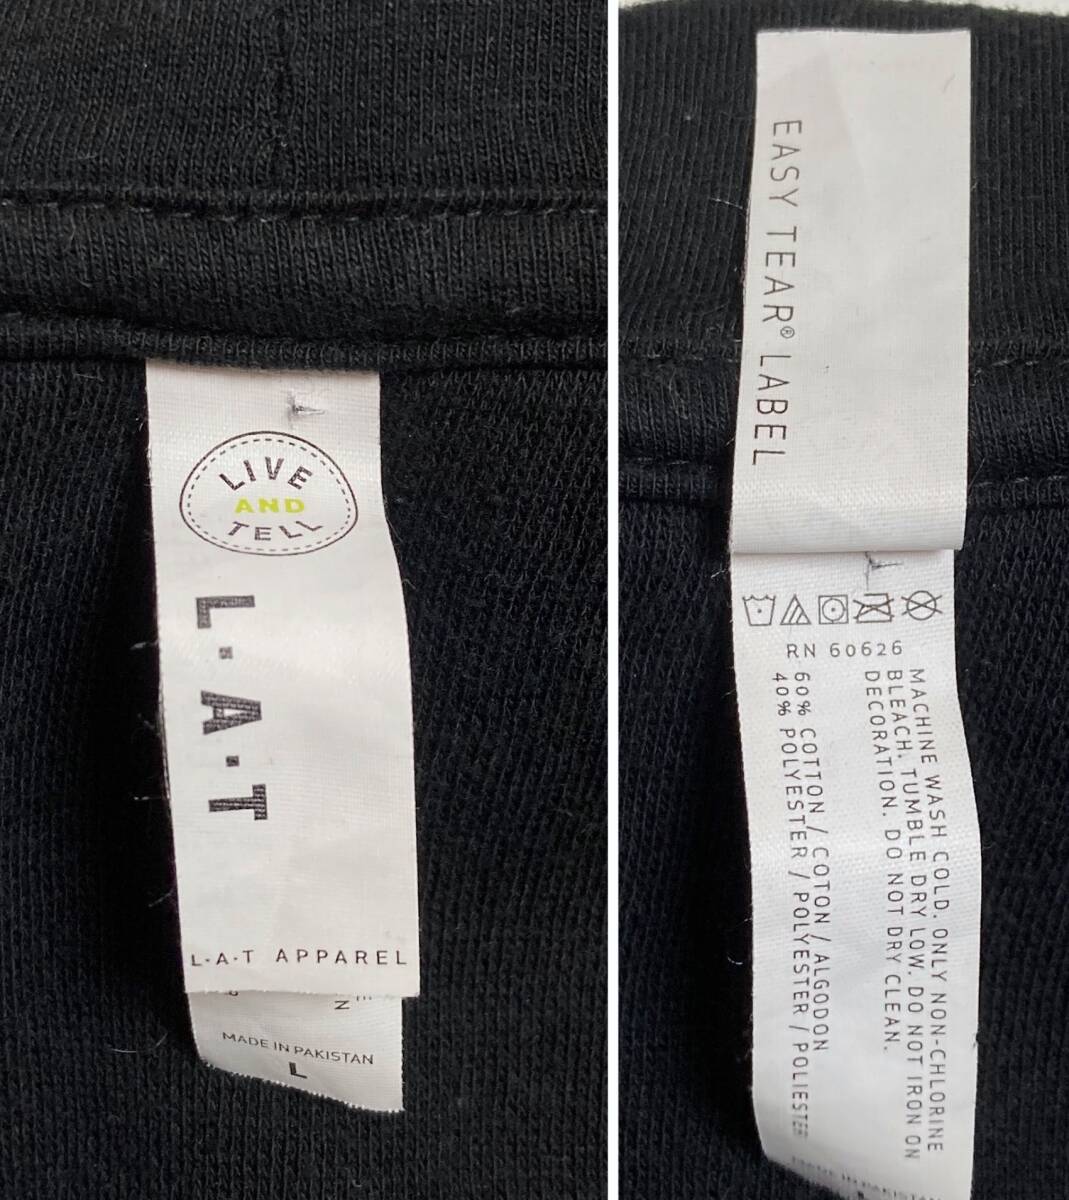 LIVE
AND
TELL
L·A·T
L·A·T APPAREL
MADE IN PAKISTAN
L
EASY TEAR® LABEL
RN 60626
MACHINE WASH COLD. ONLY NON-CHLORINE
BLEACH. TUMBLE DRY LOW. DO NOT IRON ON
DECORATION. DO NOT DRY CLEAN.
60% COTTON / COTON / ALGODON
40% POLYESTER / POLYESTER / POLIESTER
MADE IN